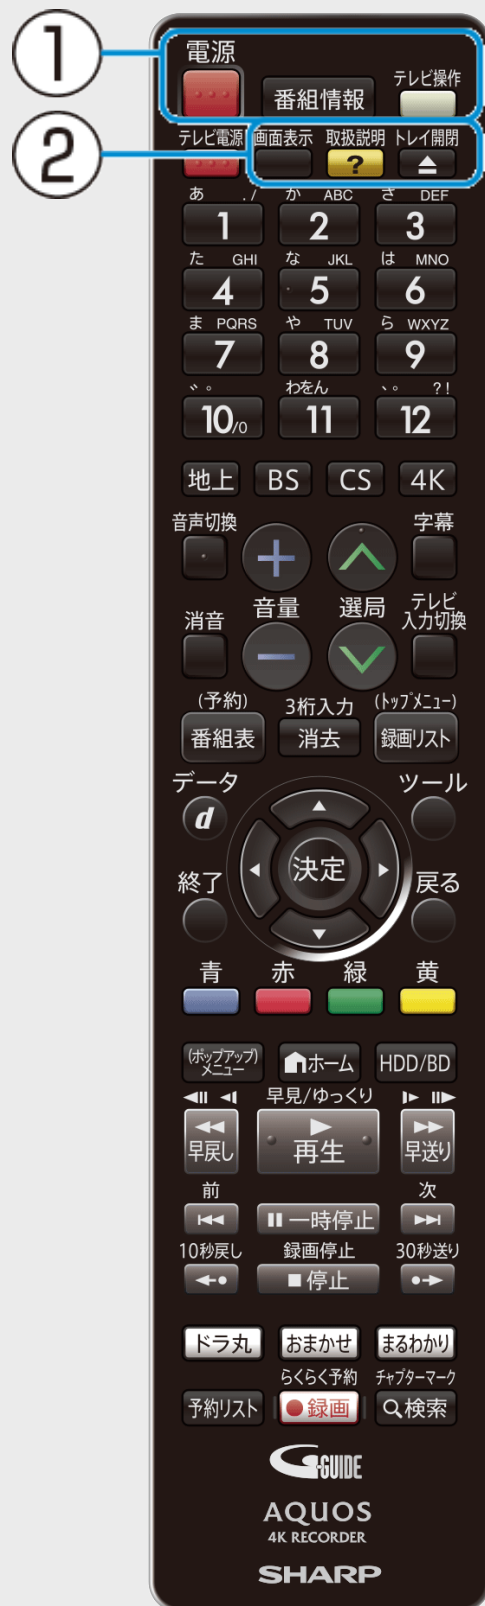 ①
電源
番組情報
テレビ操作
②
テレビ電源 画面表示 取扱説明 トレイ開閉
?
あ ./ か ABC さ DEF
1 2 3
た GHI な JKL は MNO
4 5 6
ま PQRS や TUV ら WXYZ
7 8 9
゛゜ わをん 、。 ?!
10/0 11 12
地上 BS CS 4K
音声切換 字幕
+
消音 音量 選局 テレビ
入力切換
−
(予約) 3桁入力 (トップメニュー)
番組表 消去 録画リスト
データ ツール
d
決定
終了 戻る
青 赤 緑 黄
(ポップアップ)
メニュー ホーム HDD/BD
早見/ゆっくり
早戻し 再生 早送り
前 次
一時停止
10秒戻し 録画停止 30秒送り
停止
ドラ丸 おまかせ まるわかり
らくらく予約 チャプターマーク
予約リスト 録画 検索
G-GUIDE
AQUOS
4K RECORDER
SHARP